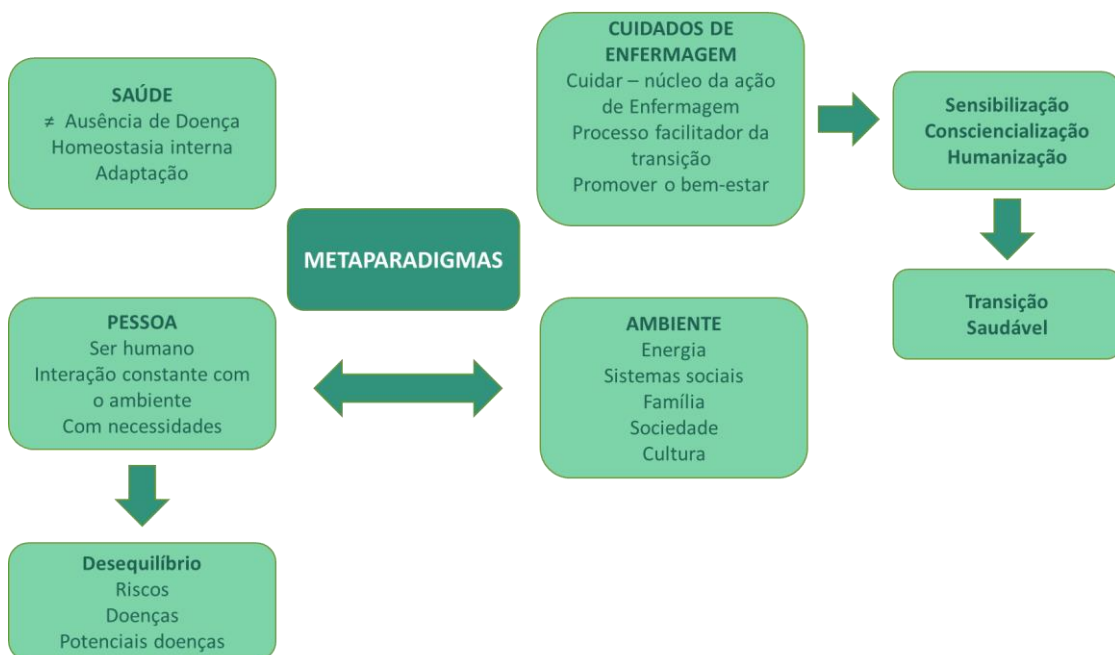 SAÚDE
≠ Ausência de Doença
Homeostasia interna
Adaptação
CUIDADOS DE
ENFERMAGEM
Cuidar – núcleo da ação
de Enfermagem
Processo facilitador da
transição
Promover o bem-estar
Sensibilização
Consciencialização
Humanização
METAPARADIGMAS
PESSOA
Ser humano
Interação constante com
o ambiente
Com necessidades
AMBIENTE
Energia
Sistemas sociais
Família
Sociedade
Cultura
Transição
Saudável
Desequilíbrio
Riscos
Doenças
Potenciais doenças